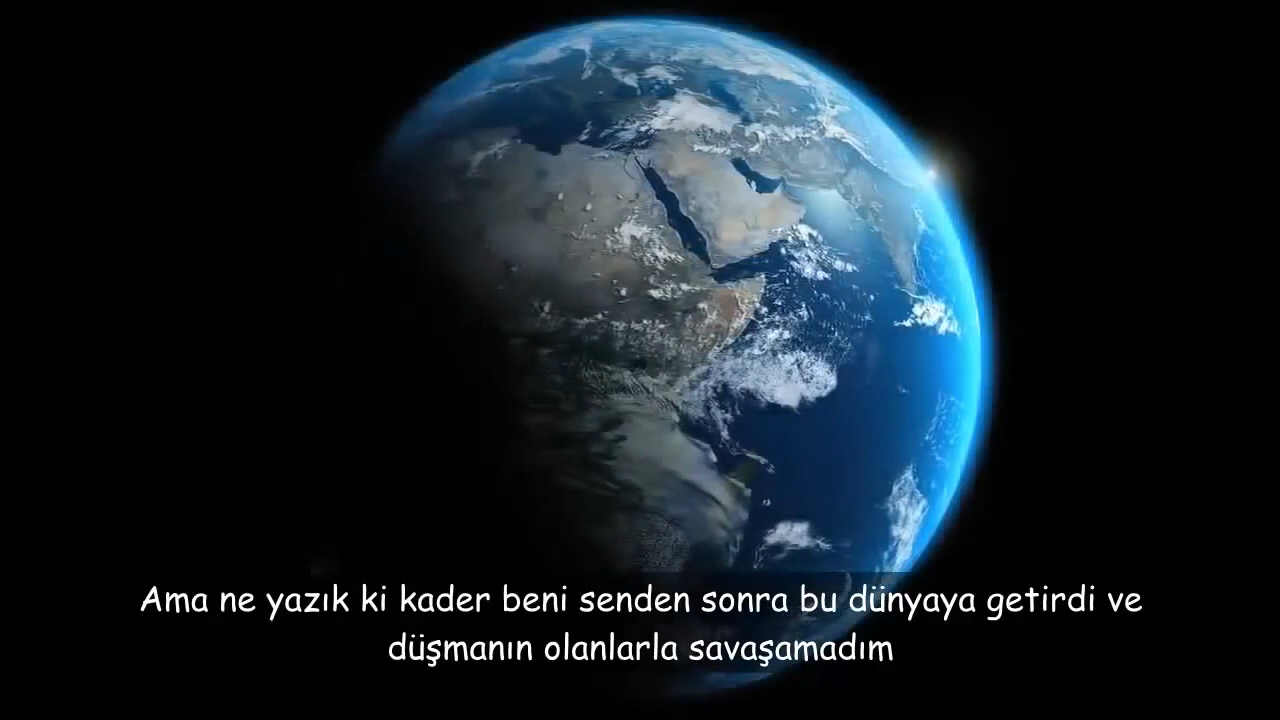 Ama ne yazık ki kader beni senden sonra bu dünyaya getirdi ve
düşmanın olanlarla savaşamadım